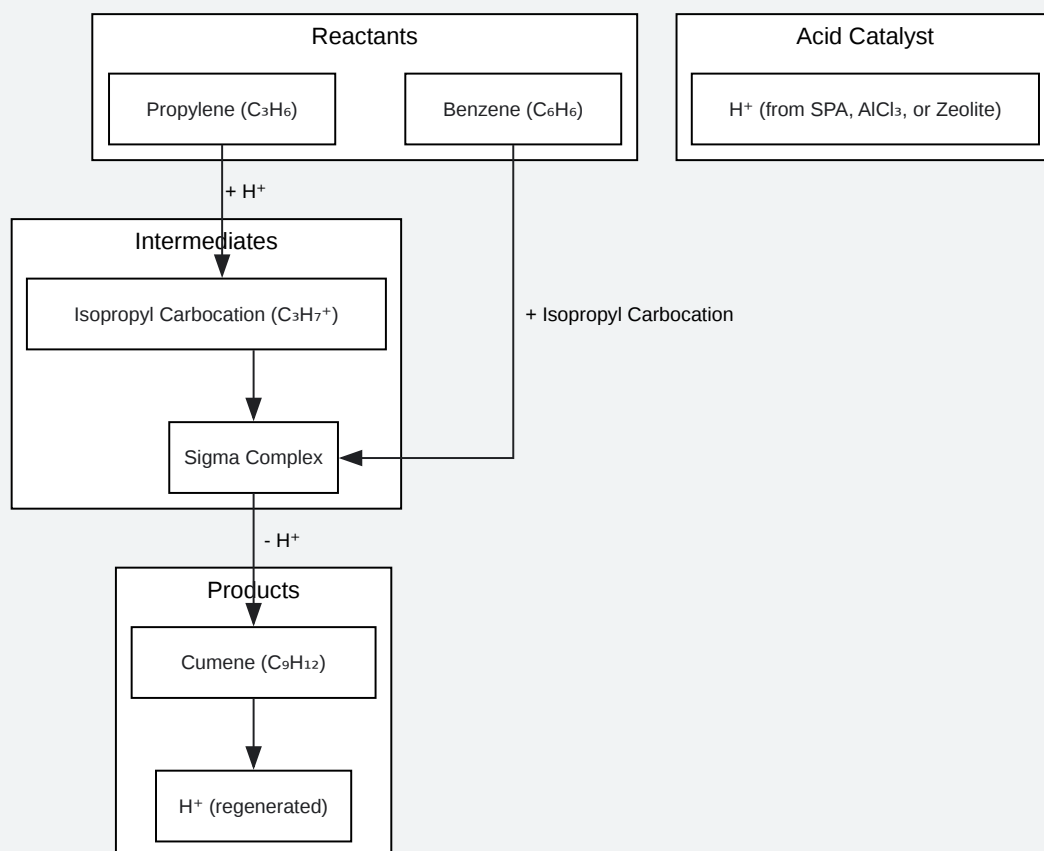 Reactants
Acid Catalyst
Propylene (C₃H₆)
Benzene (C₆H₆)
H⁺ (from SPA, AlCl₃, or Zeolite)
+ H⁺
Intermediates
Isopropyl Carbocation (C₃H₇⁺)
+ Isopropyl Carbocation
Sigma Complex
- H⁺
Products
Cumene (C₉H₁₂)
H⁺ (regenerated)